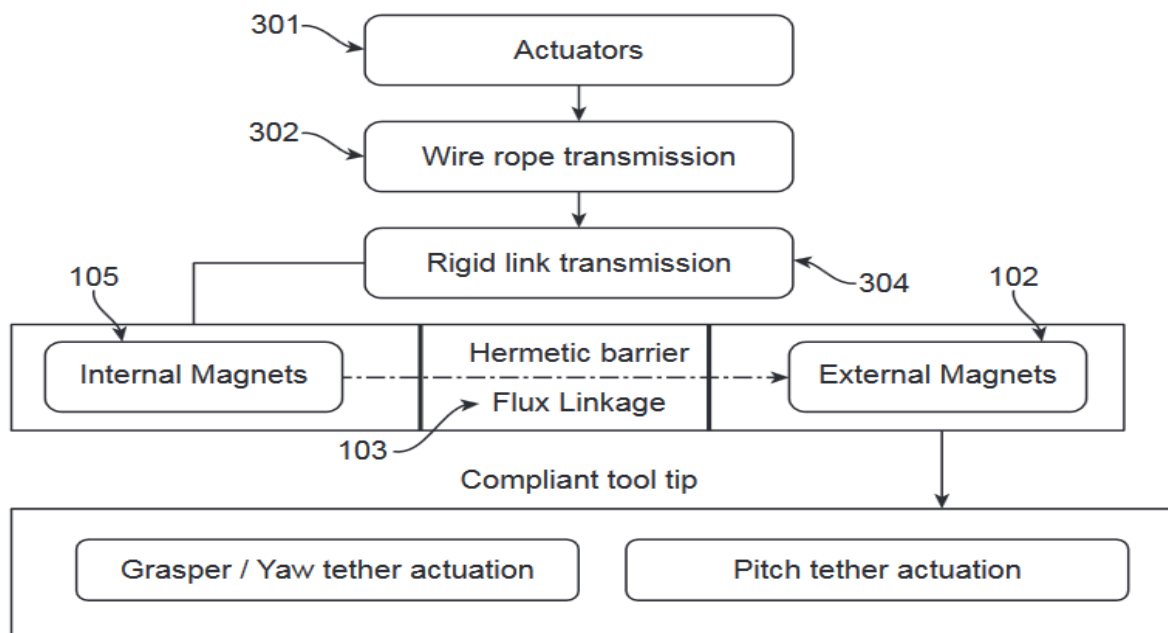 301
Actuators
302
Wire rope transmission
Rigid link transmission
304
105
102
Internal Magnets
Hermetic barrier
Flux Linkage
External Magnets
103
Compliant tool tip
Grasper / Yaw tether actuation
Pitch tether actuation